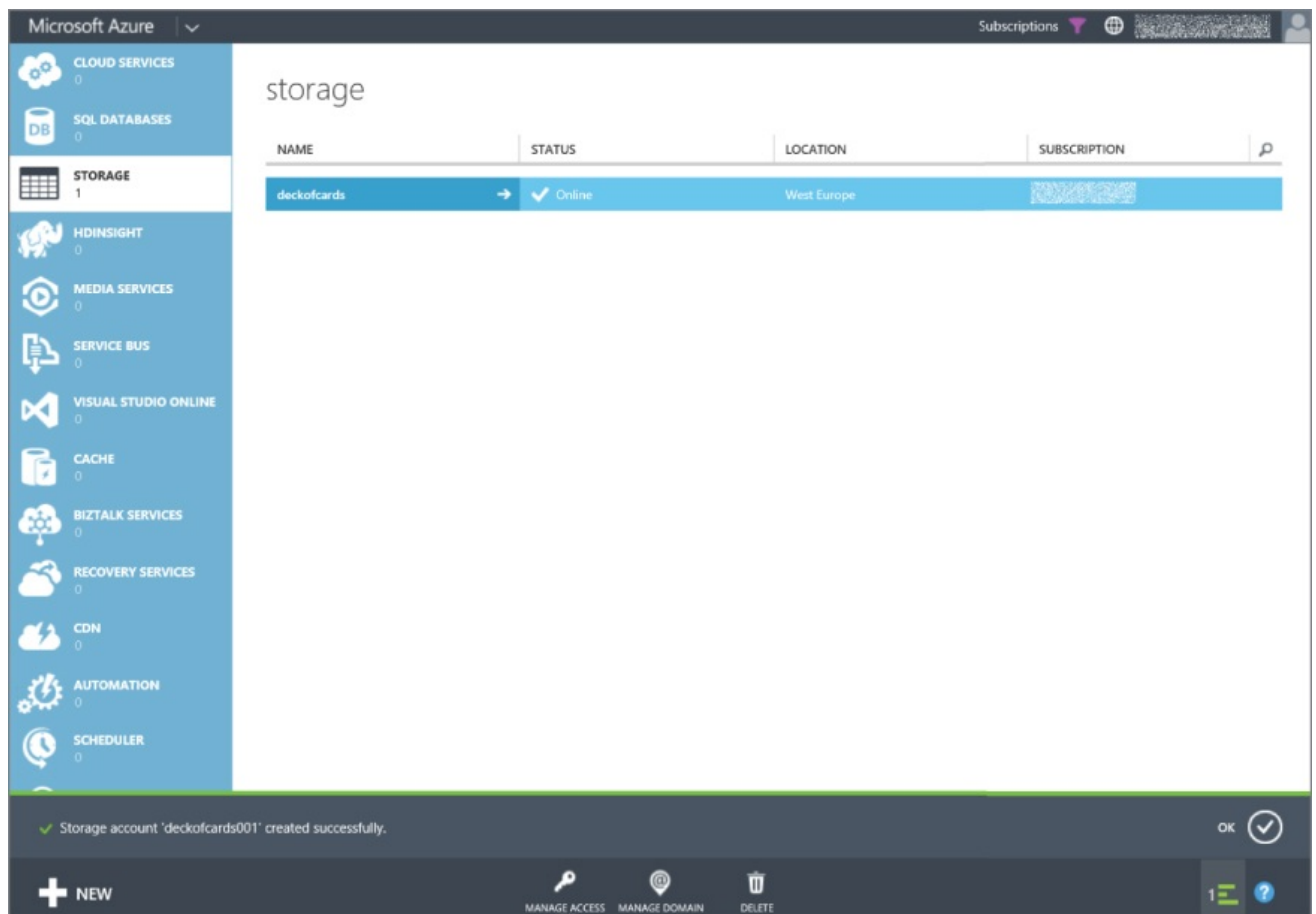 Microsoft Azure
Subscriptions
CLOUD SERVICES
0
SQL DATABASES
0
DB
STORAGE
1
HDINSIGHT
0
MEDIA SERVICES
0
SERVICE BUS
0
VISUAL STUDIO ONLINE
0
CACHE
0
BIZTALK SERVICES
0
RECOVERY SERVICES
0
CDN
0
AUTOMATION
0
SCHEDULER
0
storage
NAME STATUS LOCATION SUBSCRIPTION
deckofcards Online West Europe
Storage account 'deckofcards001' created successfully.
OK
NEW
MANAGE ACCESS MANAGE DOMAIN DELETE
1
?